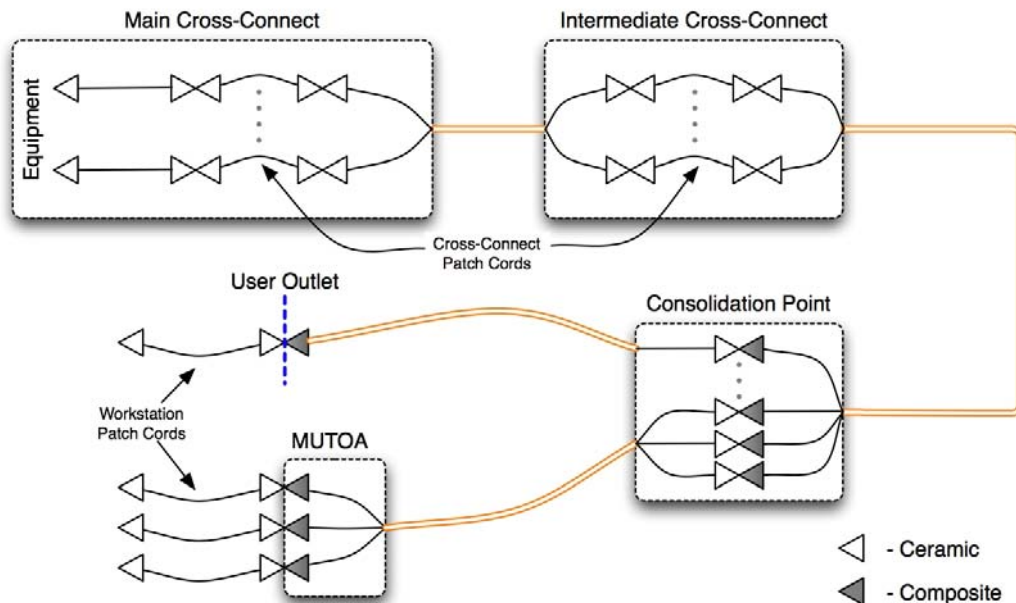 Main Cross-Connect
Intermediate Cross-Connect
Equipment
Cross-Connect
Patch Cords
User Outlet
Consolidation Point
Workstation
Patch Cords
MUTOA
- Ceramic
- Composite